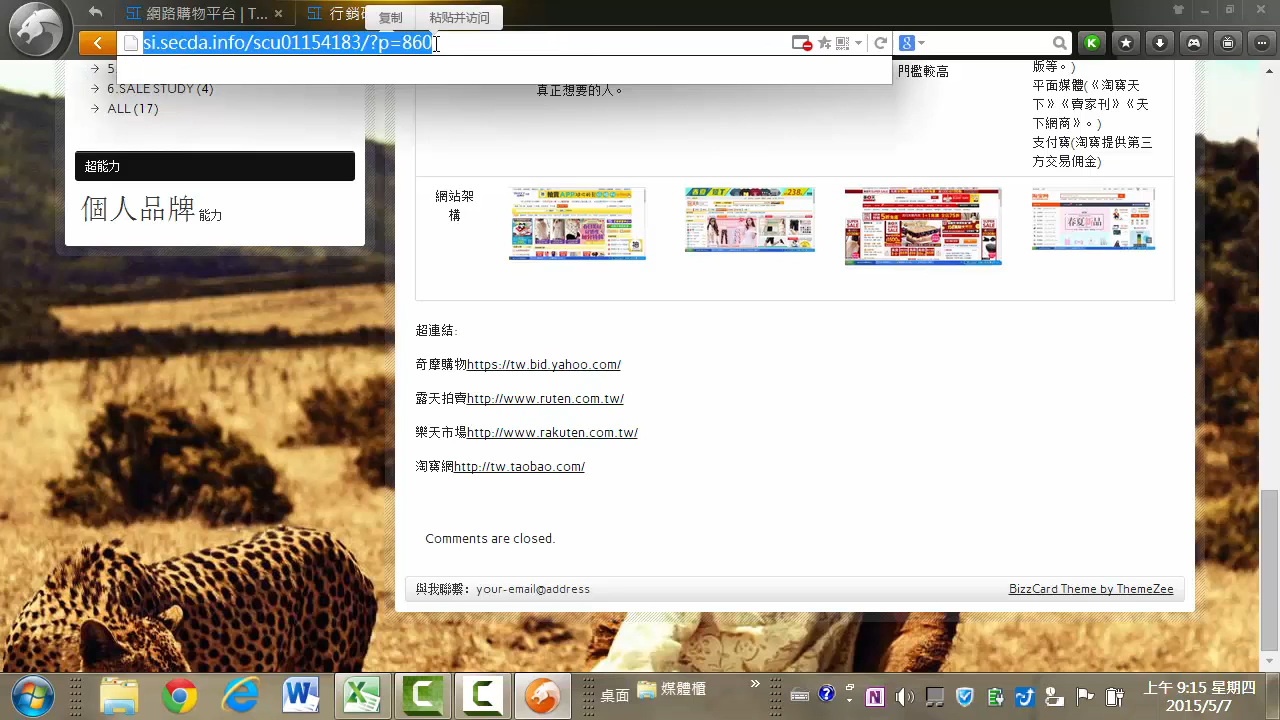 網路購物平台 | T...
行銷
复制
粘贴并访问
si.secda.info/scu01154183/?p=860
5
6.SALE STUDY (4)
ALL (17)
超能力
個人品牌
真正想要的人。
門檻較高
版等。)
平面媒體(《淘寶天
下》《賣家刊》《天
下網商》。)
支付寶(淘寶提供第三
方交易佣金)
網站架
構
超連結:
奇摩購物https://tw.bid.yahoo.com/
露天拍賣http://www.ruten.com.tw/
樂天市場http://www.rakuten.com.tw/
淘寶網http://tw.taobao.com/
Comments are closed.
與我聯繫: your-email@address
BizzCard Theme by ThemeZee
桌面
媒體櫃
上午 9:15 星期四
2015/5/7